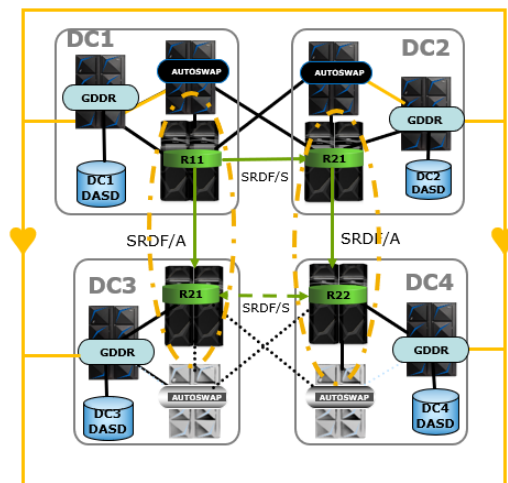 DC1
DC2
AUTOSWAP
AUTOSWAP
GDDR
GDDR
R11
R21
SRDF/S
DC1
DASD
DC2
DASD
SRDF/A
SRDF/A
DC3
DC4
R21
R22
SRDF/S
GDDR
GDDR
AUTOSWAP
AUTOSWAP
DC3
DASD
DC4
DASD